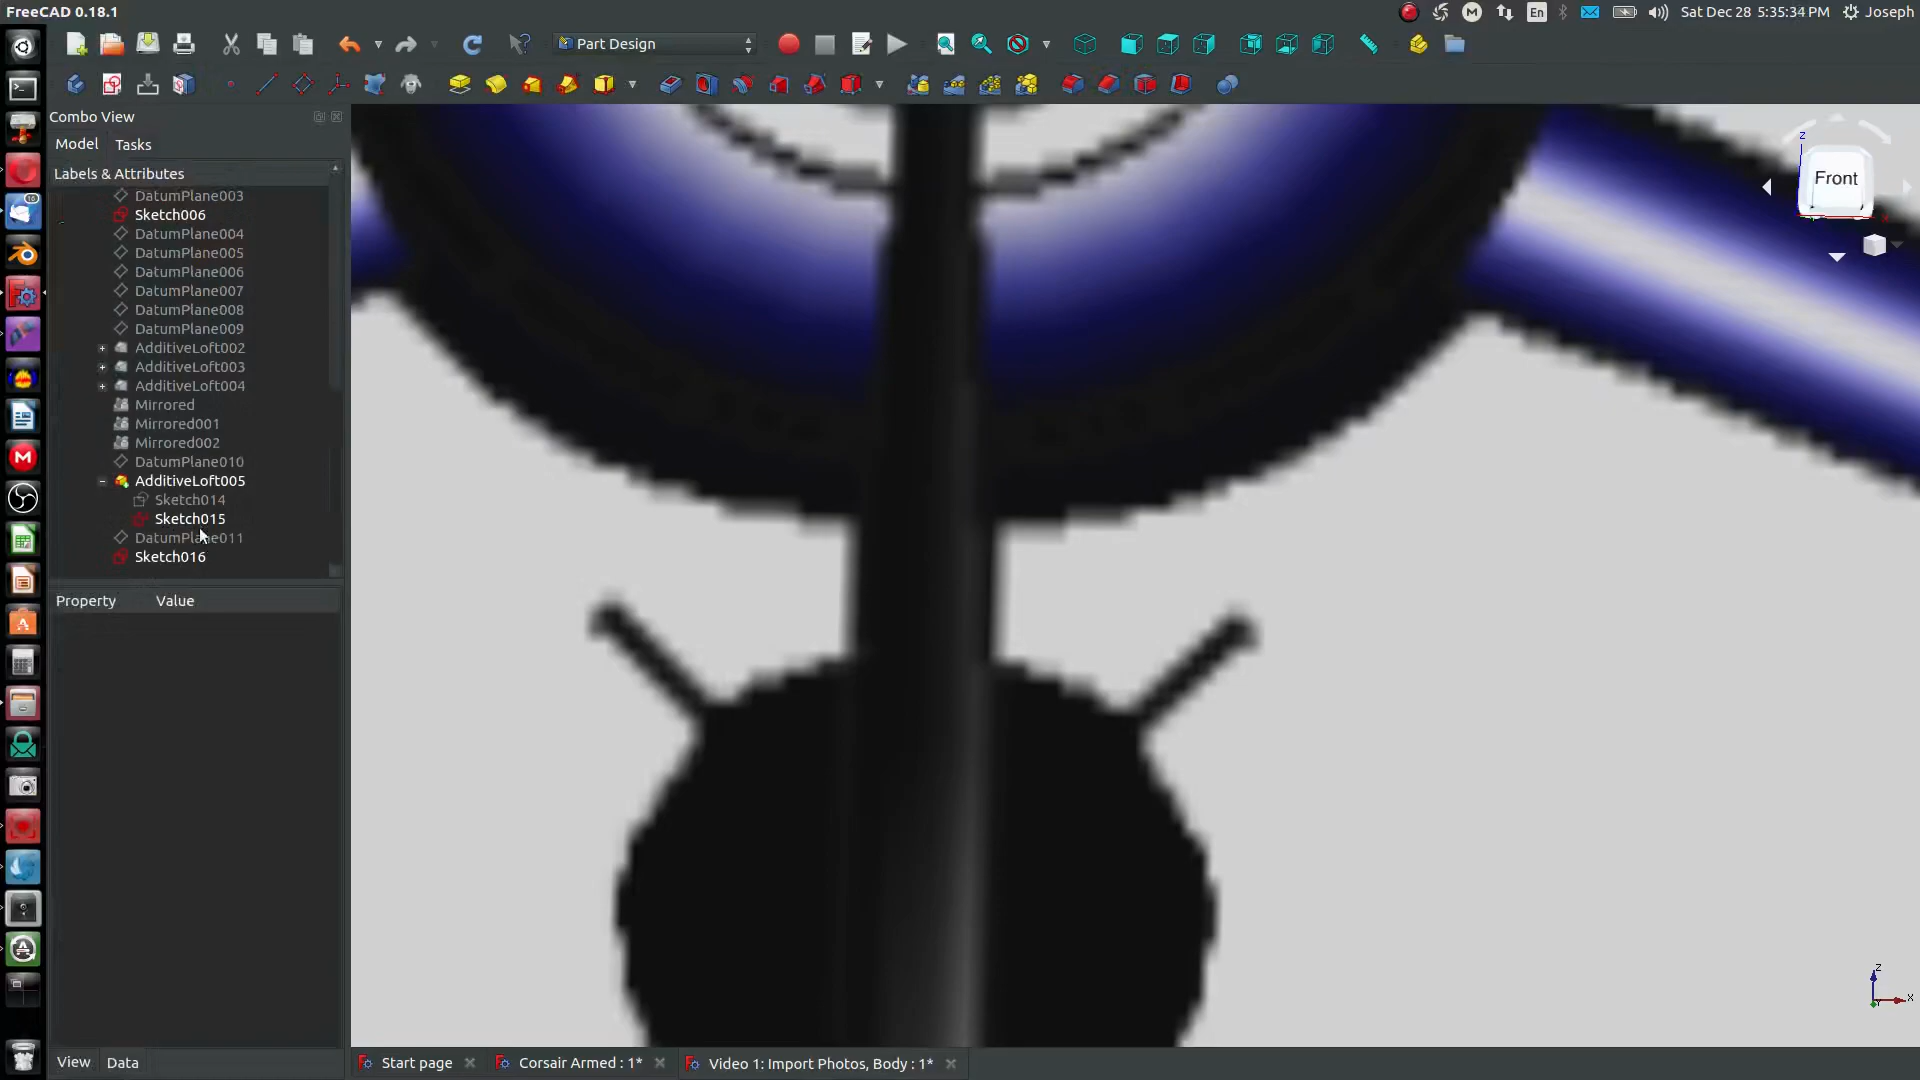 FreeCAD 0.18.1
En
Sat Dec 28 5:35:34 PM
Joseph
Part Design
Combo View
Model
Tasks
Labels & Attributes
DatumPlane003
Sketch006
DatumPlane004
DatumPlane005
DatumPlane006
DatumPlane007
DatumPlane008
DatumPlane009
AdditiveLoft002
AdditiveLoft003
AdditiveLoft004
Mirrored
Mirrored001
Mirrored002
DatumPlane010
AdditiveLoft005
Sketch014
Sketch015
DatumPlane011
Sketch016
Property
Value
Front
z
x
z
x
View
Data
Start page
Corsair Armed : 1*
Video 1: Import Photos, Body : 1*